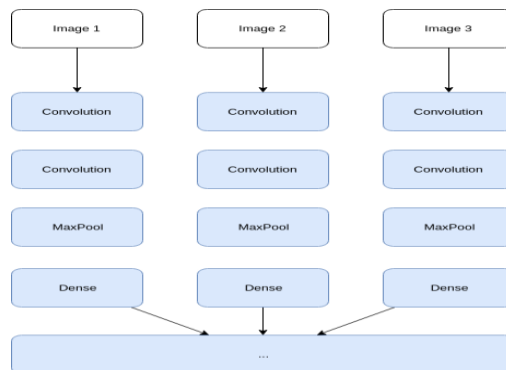 Image 1 Image 2 Image 3
Convolution Convolution Convolution
Convolution Convolution Convolution
MaxPool MaxPool MaxPool
Dense Dense Dense
...